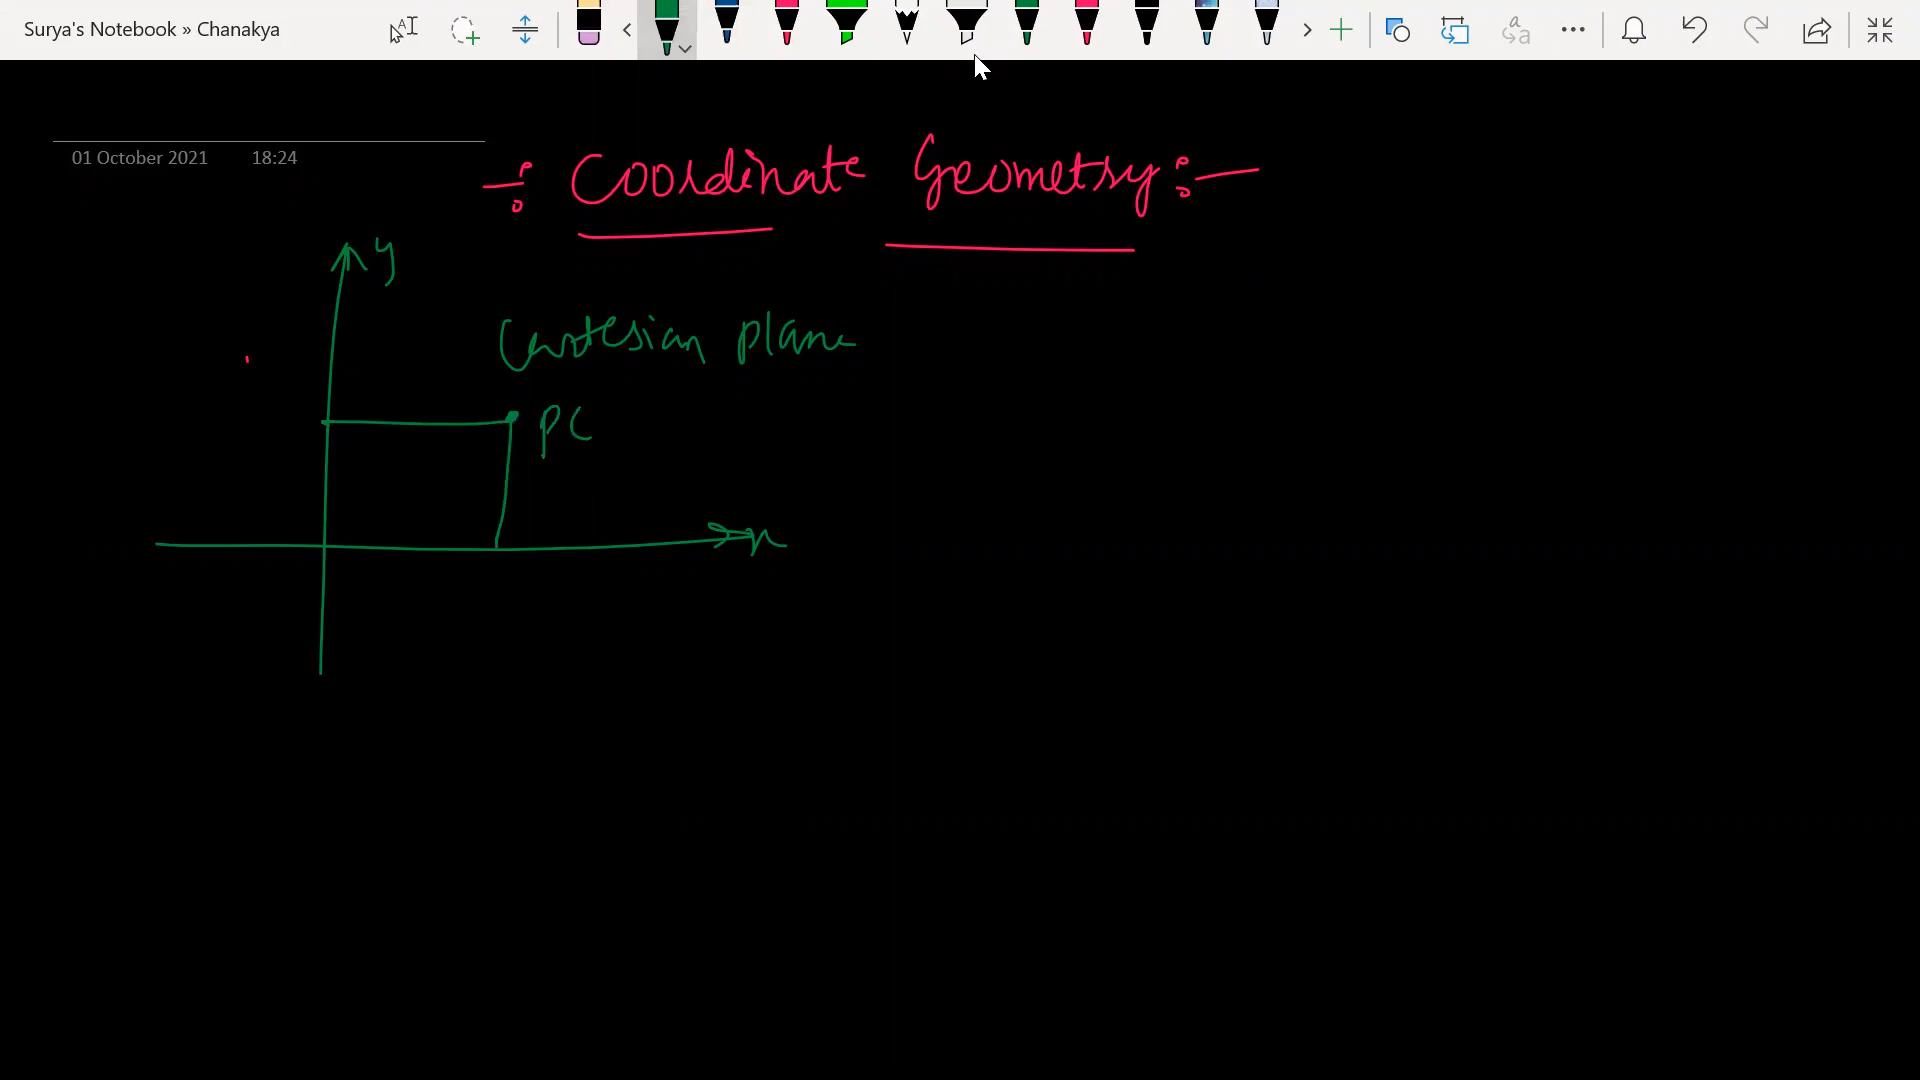 Surya's Notebook » Chanakya
01 October 2021 18:24
-: Coordinate Geometry :-
y
Cartesian plane
P(
x